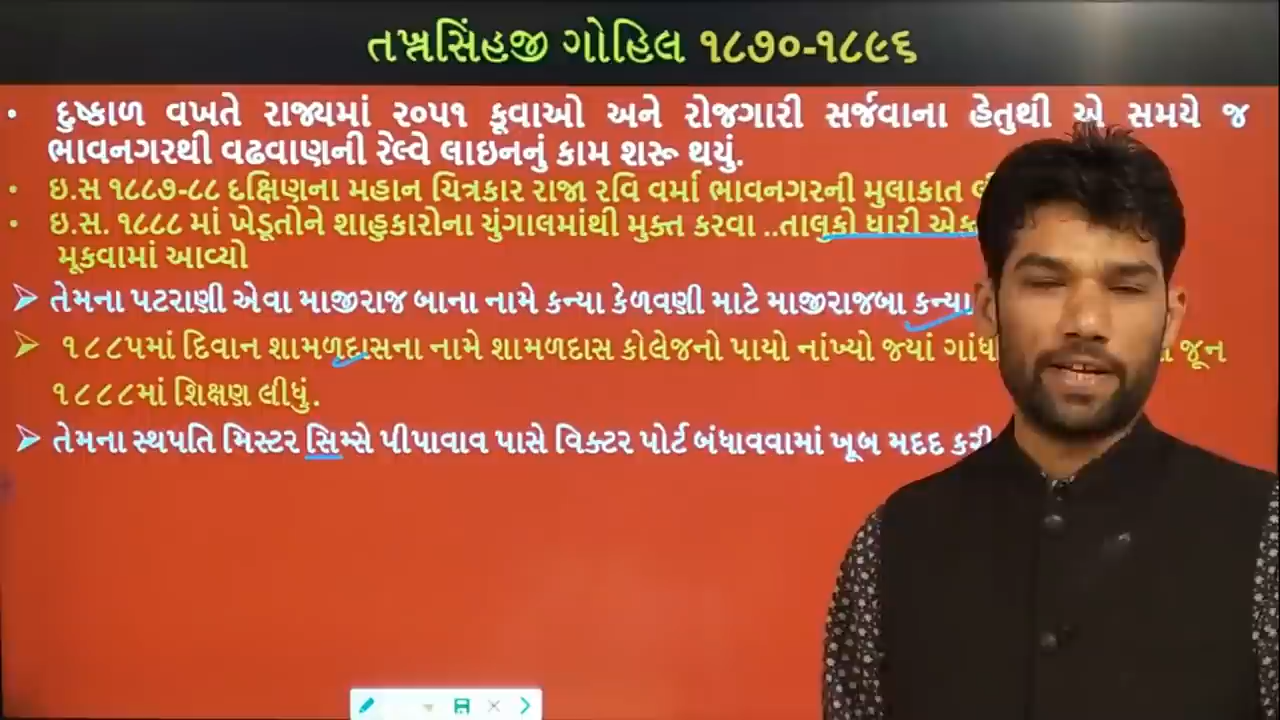 તખ્તસિંહજી ગોહિલ ૧૮૭૦-૧૮૯૬
• દુષ્કાળ વખતે રાજ્યમાં ૨૦૫૧ કૂવાઓ અને રોજગારી સર્જવાના હેતુથી એ સમયે જ
ભાવનગરથી વઢવાણની રેલ્વે લાઇનનું કામ શરૂ થયું.
• ઇ.સ ૧૮૮૭-૮૮ દક્ષિણના મહાન ચિત્રકાર રાજા રવિ વર્મા ભાવનગરની મુલાકાત
• ઇ.સ. ૧૮૮૮ માં ખેડૂતોને શાહુકારોના ચુંગાલમાંથી મુક્ત કરવા ..તાલુકો ધારી
મૂકવામાં આવ્યો
➢ તેમના પટરાણી એવા માજીરાજ બાના નામે કન્યા કેળવણી માટે માજીરાજબા કન્યા
➢ ૧૮૮૫માં દિવાન શામળદાસના નામે શામળદાસ કોલેજનો પાયો નાંખ્યો જ્યાં જૂન
૧૮૮૮માં શિક્ષણ લીધું.
➢ તેમના સ્થપતિ મિસ્ટર સિમ્સે પીપાવાવ પાસે વિક્ટર પોર્ટ બંધાવવામાં ખૂબ મદદ કરી